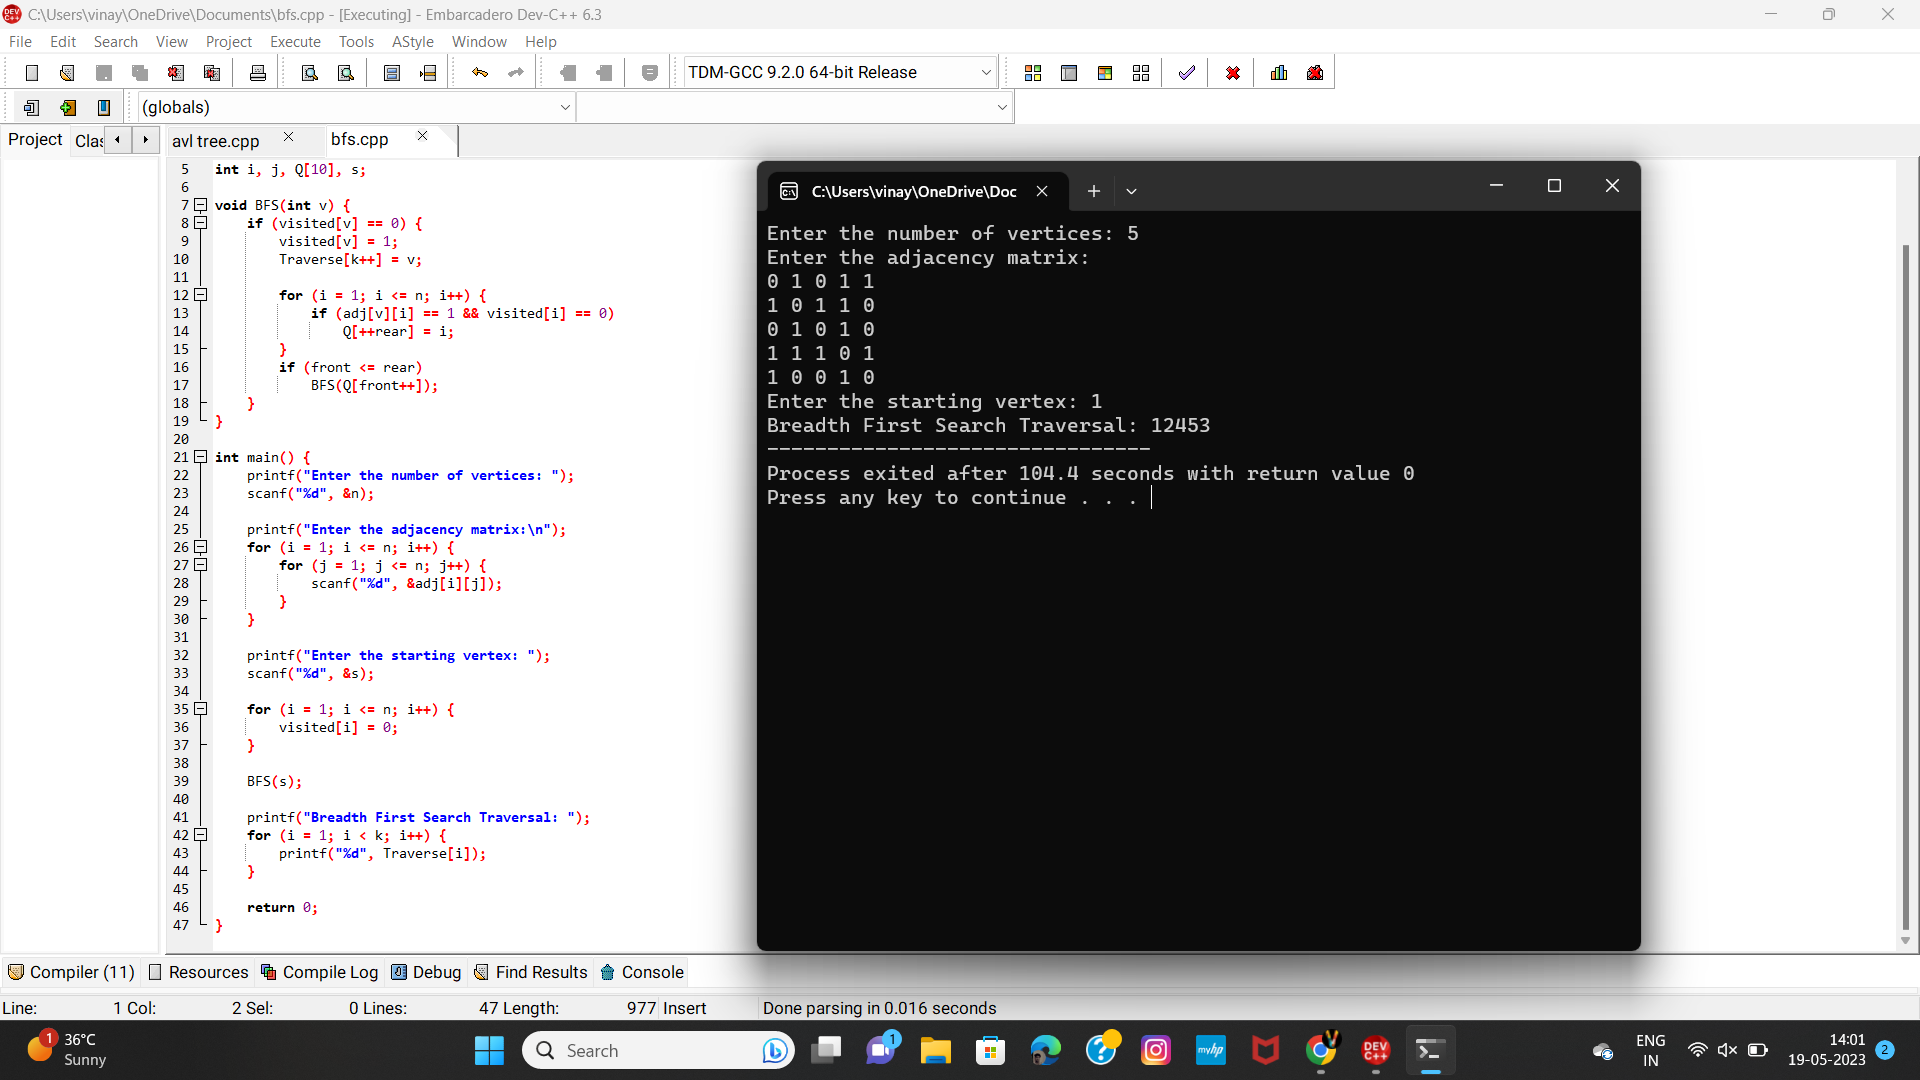 C:\Users\vinay\OneDrive\Documents\bfs.cpp - [Executing] - Embarcadero Dev-C++ 6.3
File Edit Search View Project Execute Tools AStyle Window Help
TDM-GCC 9.2.0 64-bit Release
(globals)
Project Clas avl tree.cpp bfs.cpp
5 int i, j, Q[10], s;
6
7 void BFS(int v) {
8 if (visited[v] == 0) {
9 visited[v] = 1;
10 Traverse[k++] = v;
11
12 for (i = 1; i <= n; i++) {
13 if (adj[v][i] == 1 && visited[i] == 0)
14 Q[++rear] = i;
15 }
16 if (front <= rear)
17 BFS(Q[front++]);
18 }
19 }
20
21 int main() {
22 printf("Enter the number of vertices: ");
23 scanf("%d", &n);
24
25 printf("Enter the adjacency matrix:\n");
26 for (i = 1; i <= n; i++) {
27 for (j = 1; j <= n; j++) {
28 scanf("%d", &adj[i][j]);
29 }
30 }
31
32 printf("Enter the starting vertex: ");
33 scanf("%d", &s);
34
35 for (i = 1; i <= n; i++) {
36 visited[i] = 0;
37 }
38
39 BFS(s);
40
41 printf("Breadth First Search Traversal: ");
42 for (i = 1; i < k; i++) {
43 printf("%d", Traverse[i]);
44 }
45
46 return 0;
47 }
C:\Users\vinay\OneDrive\Doc
Enter the number of vertices: 5
Enter the adjacency matrix:
0 1 0 1 1
1 0 1 1 0
0 1 0 1 0
1 1 1 0 1
1 0 0 1 0
Enter the starting vertex: 1
Breadth First Search Traversal: 12453
--------------------------------
Process exited after 104.4 seconds with return value 0
Press any key to continue . . .
Compiler (11) Resources Compile Log Debug Find Results Console
Line: 1 Col: 2 Sel: 0 Lines: 47 Length: 977 Insert Done parsing in 0.016 seconds
1 36°C
Sunny
Search
1
myhp
DEV C++
ENG
IN
14:01
19-05-2023
2